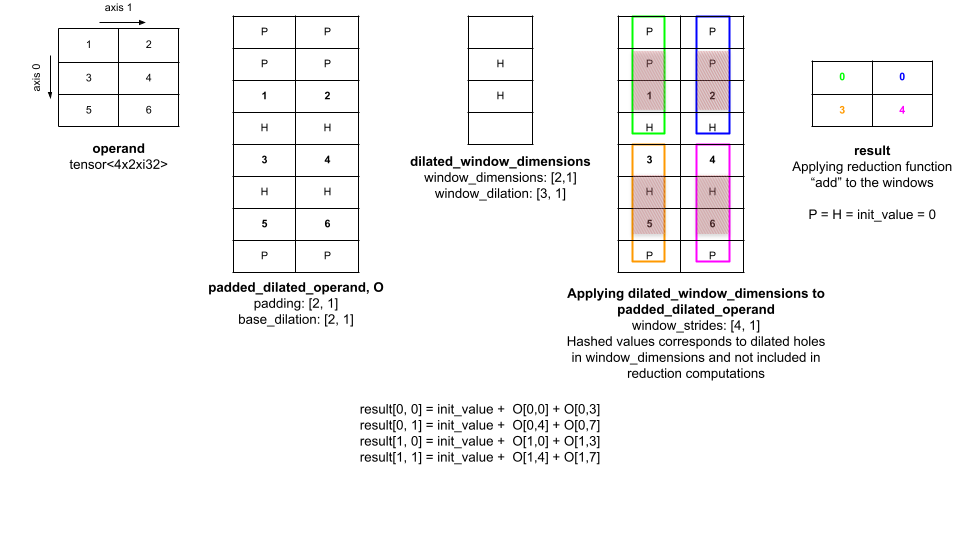 axis 1
axis 0
1 2
3 4
5 6
operand
tensor<4x2xi32>
P P
P P
1 2
H H
3 4
H H
5 6
P P
padded_dilated_operand, O
padding: [2, 1]
base_dilation: [2, 1]
H
H
dilated_window_dimensions
window_dimensions: [2,1]
window_dilation: [3, 1]
P P
P P
1 2
H H
3 4
H H
5 6
P P
Applying dilated_window_dimensions to
padded_dilated_operand
window_strides: [4, 1]
Hashed values corresponds to dilated holes
in window_dimensions and not included in
reduction computations
0 0
3 4
result
Applying reduction function
“add” to the windows
P = H = init_value = 0
result[0, 0] = init_value + O[0,0] + O[0,3]
result[0, 1] = init_value + O[0,4] + O[0,7]
result[1, 0] = init_value + O[1,0] + O[1,3]
result[1, 1] = init_value + O[1,4] + O[1,7]